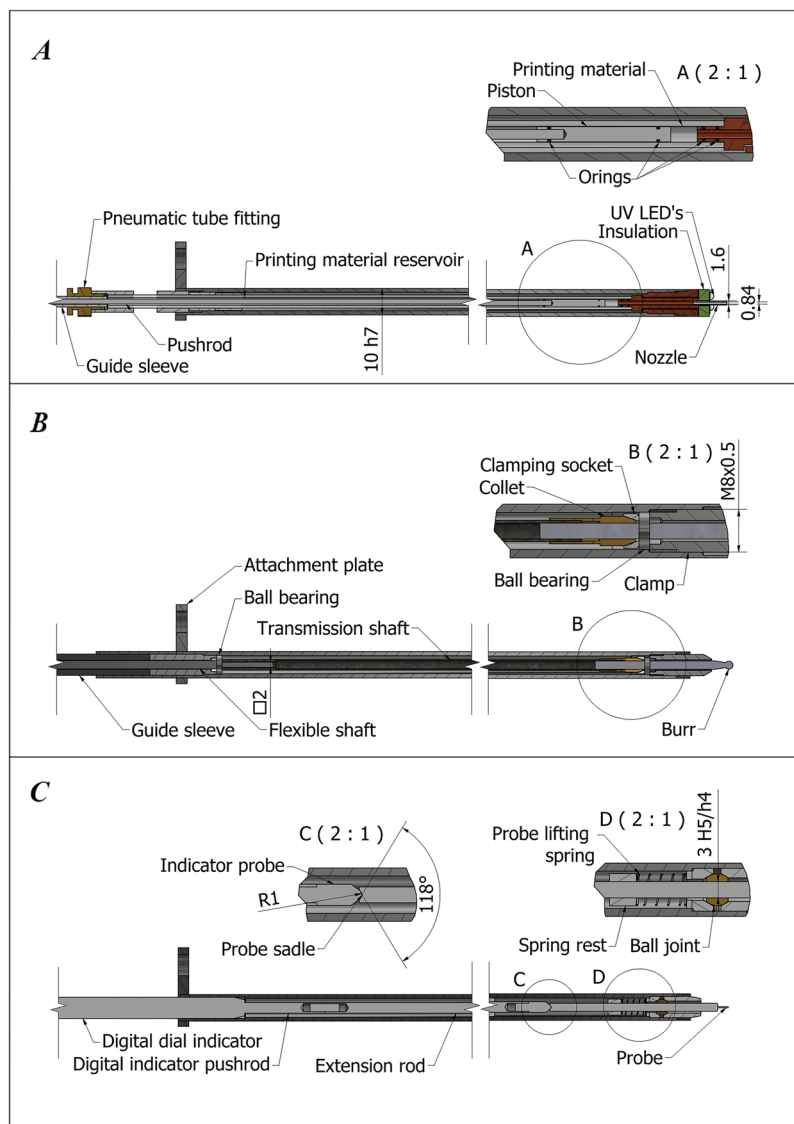 A
Printing material
A ( 2 : 1 )
Piston
Orings
Pneumatic tube fitting
UV LED's
Insulation
A
1.6
Printing material reservoir
0.84
Pushrod
Guide sleeve
10 h7
Nozzle
B
Clamping socket
B ( 2 : 1 )
Collet
M8x0.5
Ball bearing
Clamp
Attachment plate
Ball bearing
Transmission shaft
B
□2
Guide sleeve
Flexible shaft
Burr
C
C ( 2 : 1 )
Indicator probe
R1
118°
Probe sadle
Probe lifting
spring
D ( 2 : 1 )
3 H5/h4
Spring rest
Ball joint
C
D
Digital dial indicator
Digital indicator pushrod
Extension rod
Probe